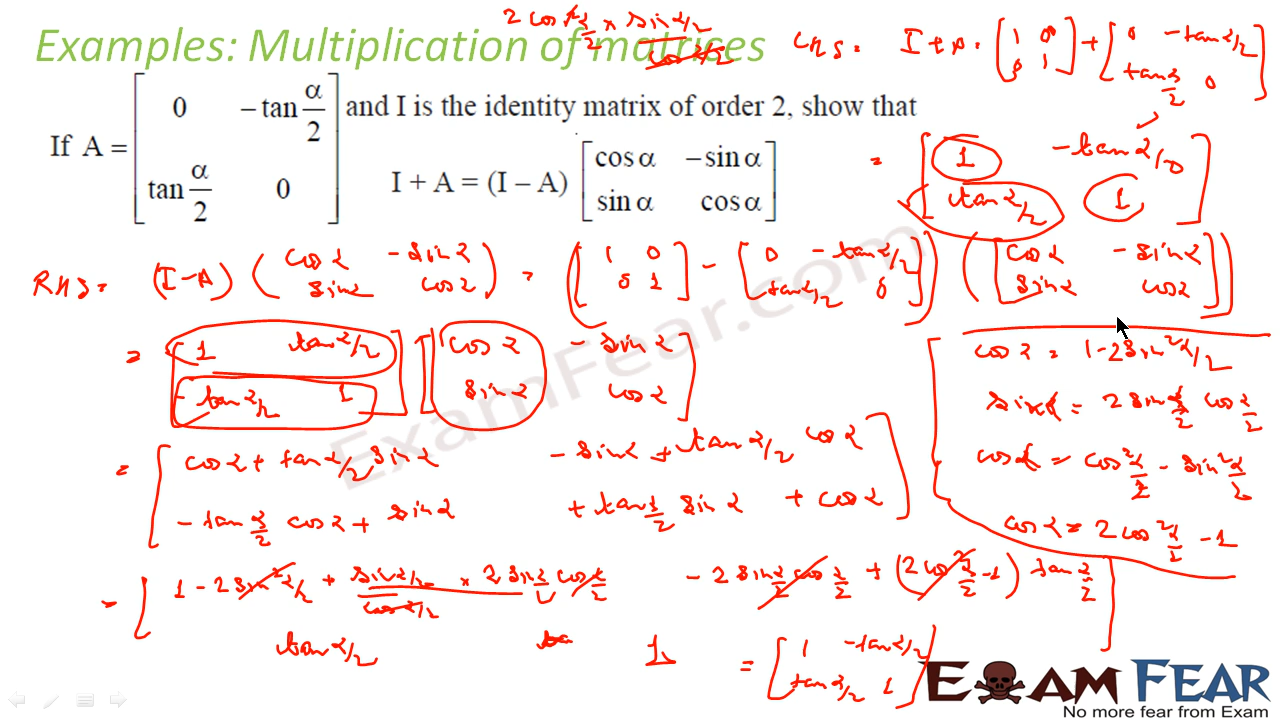 Examples: Multiplication of matrices
2 cos² α/2 × sin α/2 / cos α/2
LHS = I + A = [1 0 0 1] + [0 -tan α/2 tan α/2 0]
If A = [0 -tan α/2 tan α/2 0] and I is the identity matrix of order 2, show that
I + A = (I – A) [cos α -sin α sin α cos α]
= [1 -tan α/2 tan α/2 1]
RHS = (I-A) (cos α -sin α sin α cos α) = ([1 0 0 1] - [0 -tan α/2 tan α/2 0]) ([cos α -sin α sin α cos α])
= [1 tan α/2 -tan α/2 1] [cos α -sin α sin α cos α]
= [cos α + tan α/2 sin α -sin α + tan α/2 cos α
-tan α/2 cos α + sin α + tan α/2 sin α + cos α]
cos α = 1 - 2 sin² α/2
sin α = 2 sin α/2 cos α/2
cos α = cos² α/2 - sin² α/2
cos α = 2 cos² α/2 - 1
= [1 - 2 sin² α/2 + sin α/2 / cos α/2 × 2 sin α/2 cos α/2 - 2 sin α/2 cos α/2 + (2 cos² α/2 - 1) tan α/2
tan α/2 1]
= [1 -tan α/2 tan α/2 1]
ExamFear.com
EXAM FEAR
No more fear from Exam